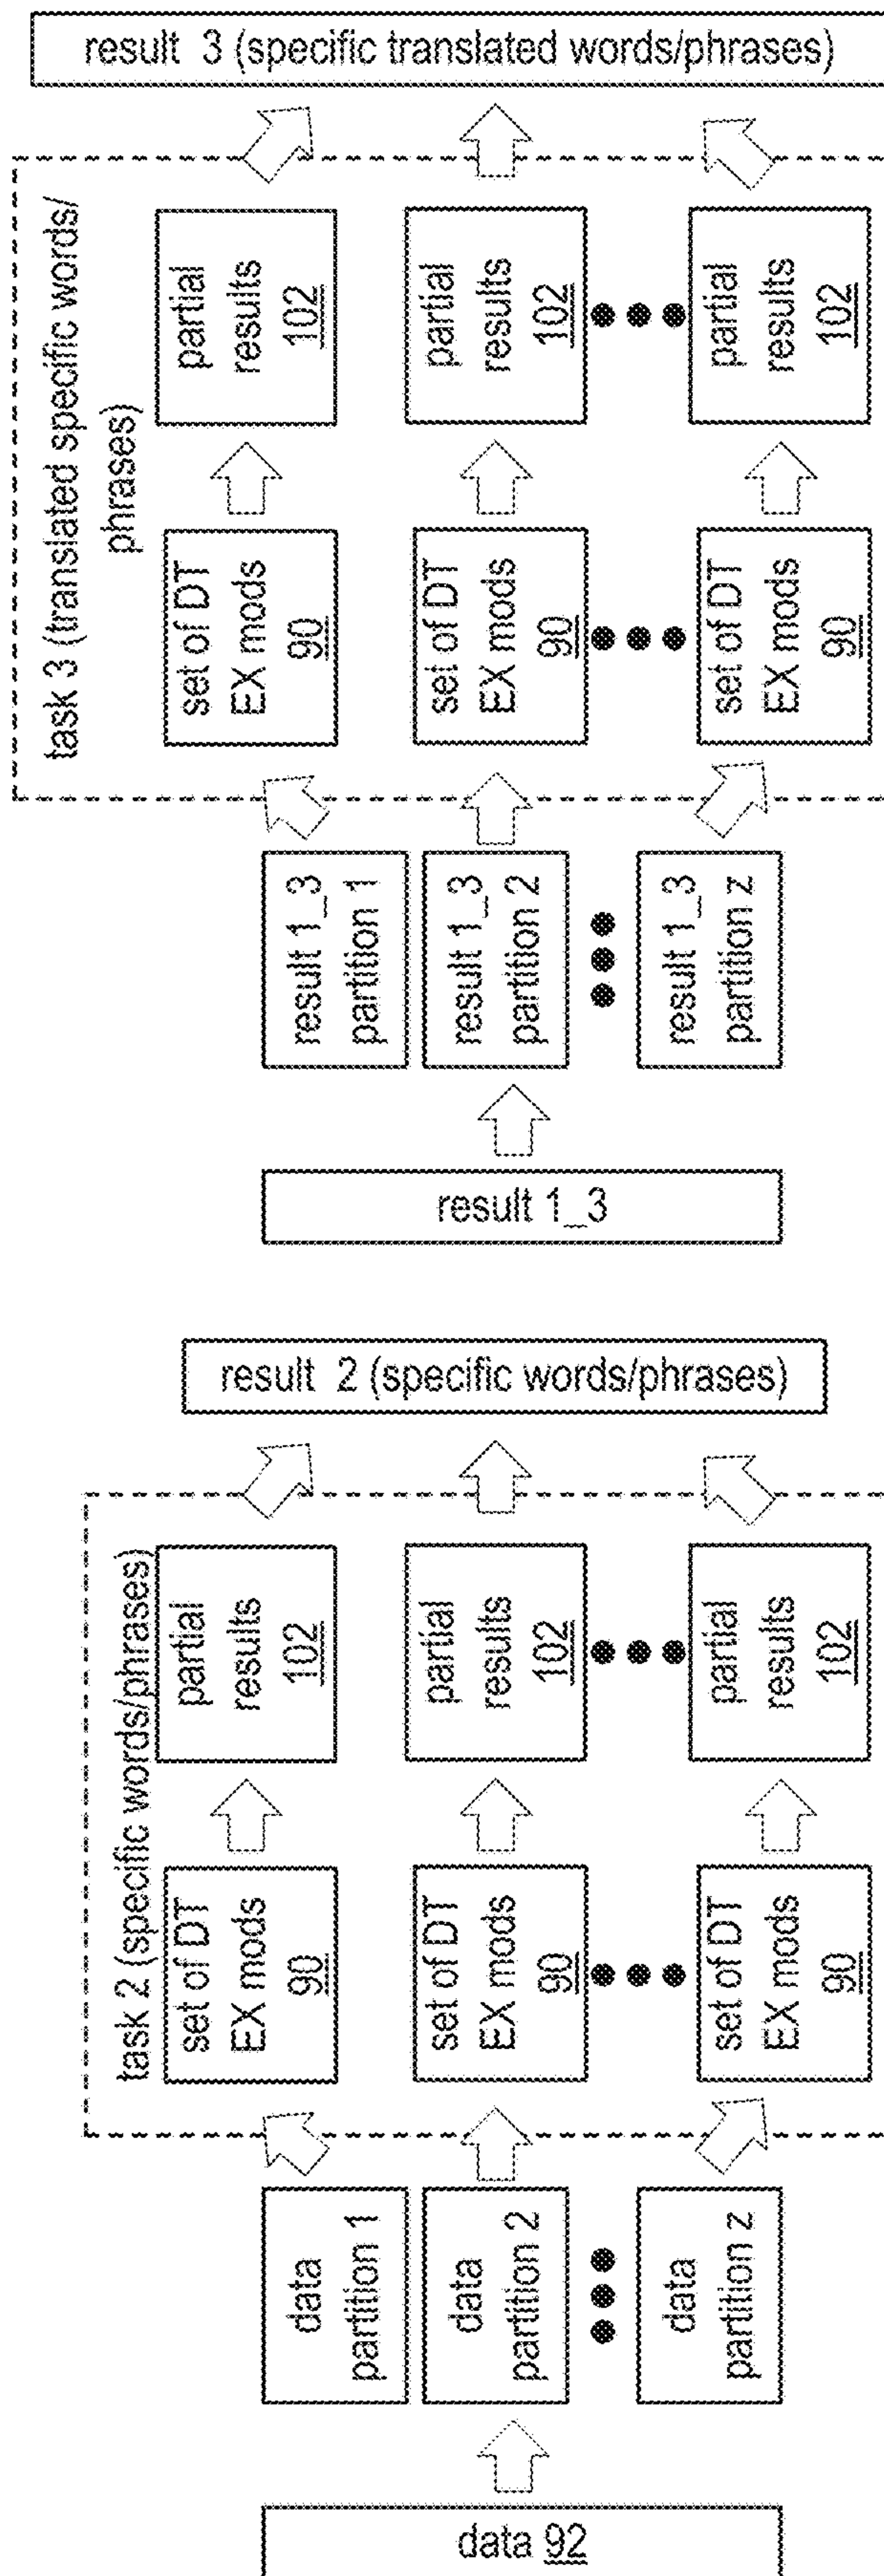 data 92
data
partition 1
data
partition 2
data
partition z
task 2 (specific words/phrases)
set of DT
EX mods
90
set of DT
EX mods
90
set of DT
EX mods
90
partial
results
102
partial
results
102
partial
results
102
result 2 (specific words/phrases)
result 1_3
result 1_3
partition 1
result 1_3
partition 2
result 1_3
partition z
task 3 (translated specific words/
phrases)
set of DT
EX mods
90
set of DT
EX mods
90
set of DT
EX mods
90
partial
results
102
partial
results
102
partial
results
102
result 3 (specific translated words/phrases)